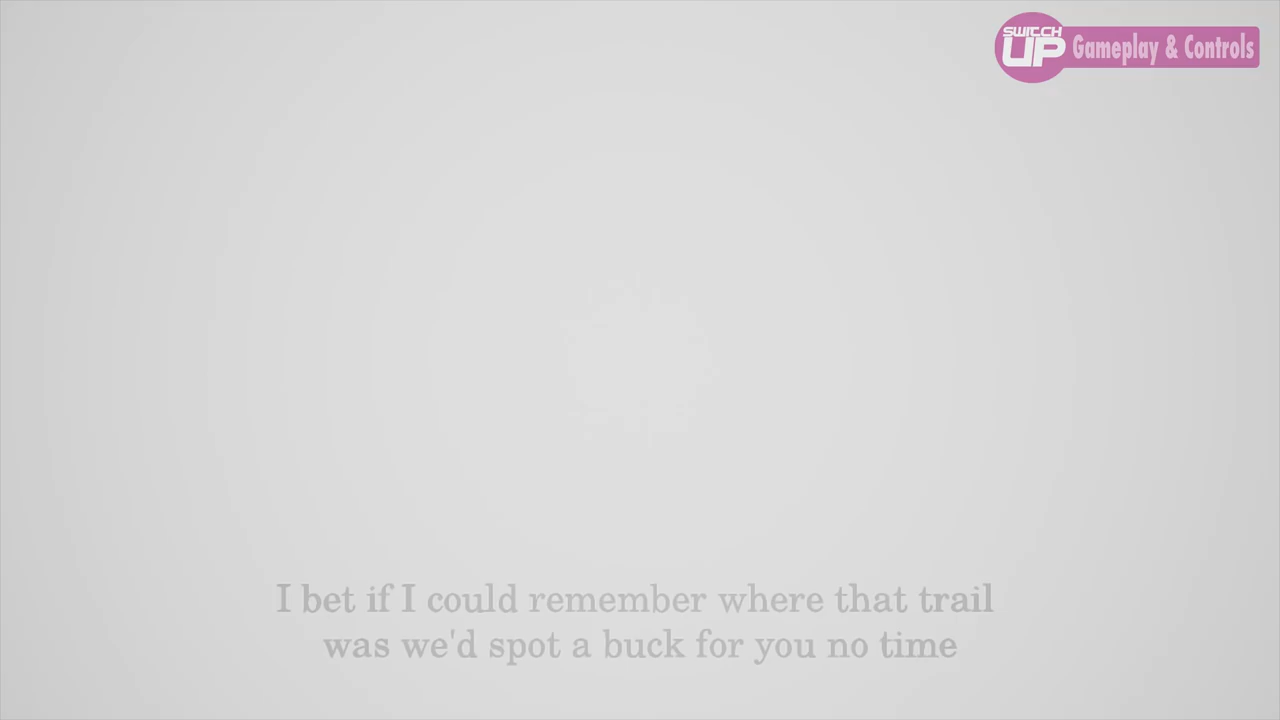 SWITCH
UP
Gameplay & Controls
I bet if I could remember where that trail
was we'd spot a buck for you no time